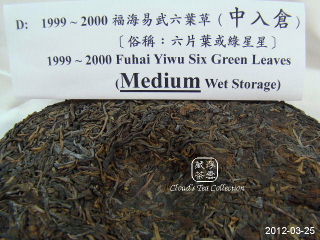 D: 1999 ~ 2000 福海易武六葉草 (中入倉)
〔俗稱：六片葉或綠星星〕
1999 ~ 2000 Fuhai Yiwu Six Green Leaves
(Medium Wet Storage)
Cloud's Tea Collection
2012-03-25